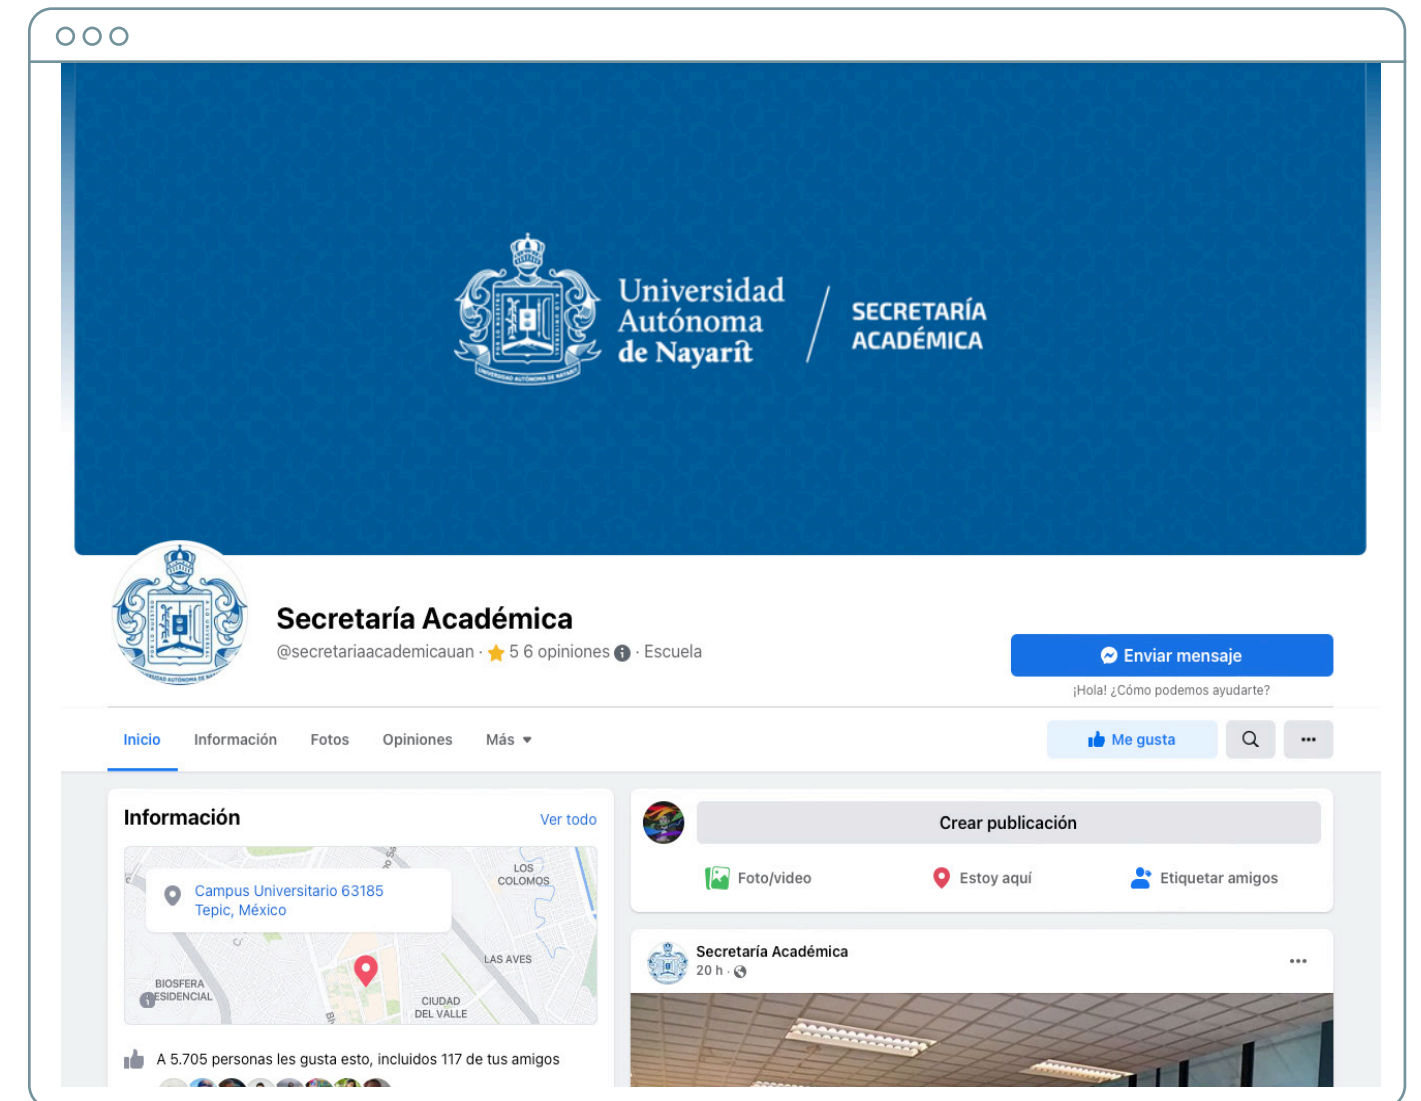 Universidad
Autónoma
de Nayarit
SECRETARÍA
ACADÉMICA
Secretaría Académica
@secretariaacademicauan · 5 6 opiniones · Escuela
Enviar mensaje
¡Hola! ¿Cómo podemos ayudarte?
Inicio Información Fotos Opiniones Más
Me gusta
Información
Ver todo
Campus Universitario 63185
Tepic, México
LOS
COLOMOS
LAS AVES
BIOSFERA
RESIDENCIAL
CIUDAD
DEL VALLE
A 5.705 personas les gusta esto, incluidos 117 de tus amigos
Crear publicación
Foto/video
Estoy aquí
Etiquetar amigos
Secretaría Académica
20 h ·